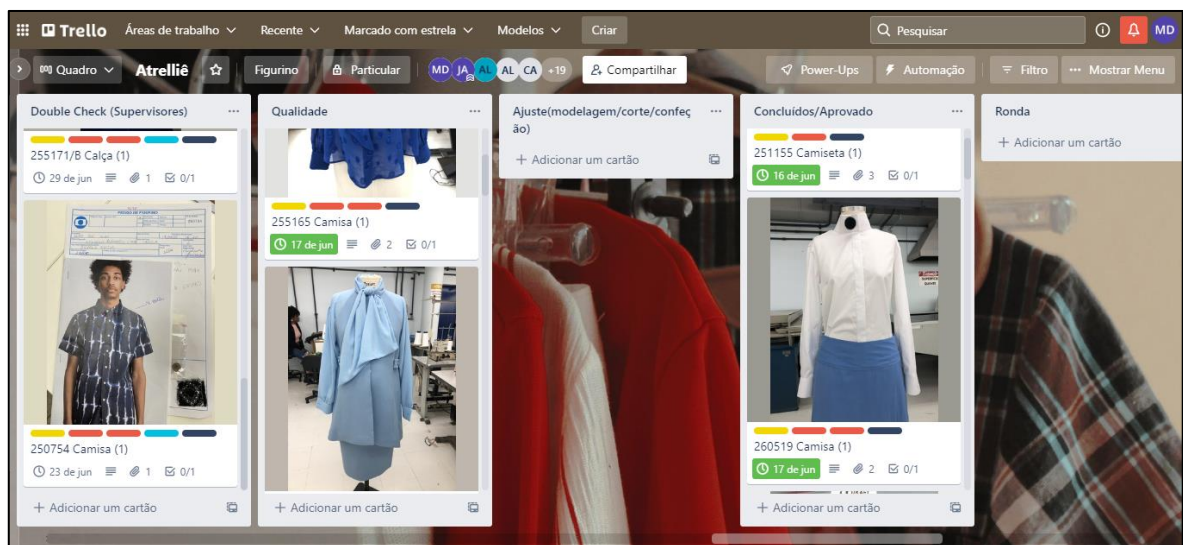 Trello
Áreas de trabalho
Recente
Marcado com estrela
Modelos
Criar
Pesquisar
MD
Quadro
Atrelliê
Figurino
Particular
MD JA AL AL CA +19
Compartilhar
Power-Ups
Automação
Filtro
Mostrar Menu
Double Check (Supervisores)
255171/B Calça (1)
29 de jun 1 0/1
250754 Camisa (1)
23 de jun 1 0/1
+ Adicionar um cartão
Qualidade
255165 Camisa (1)
17 de jun 2 0/1
+ Adicionar um cartão
Ajuste(modelagem/corte/confeç
ão)
+ Adicionar um cartão
Concluídos/Aprovado
251155 Camiseta (1)
16 de jun 3 0/1
260519 Camisa (1)
17 de jun 2 0/1
+ Adicionar um cartão
Ronda
+ Adicionar um cartão